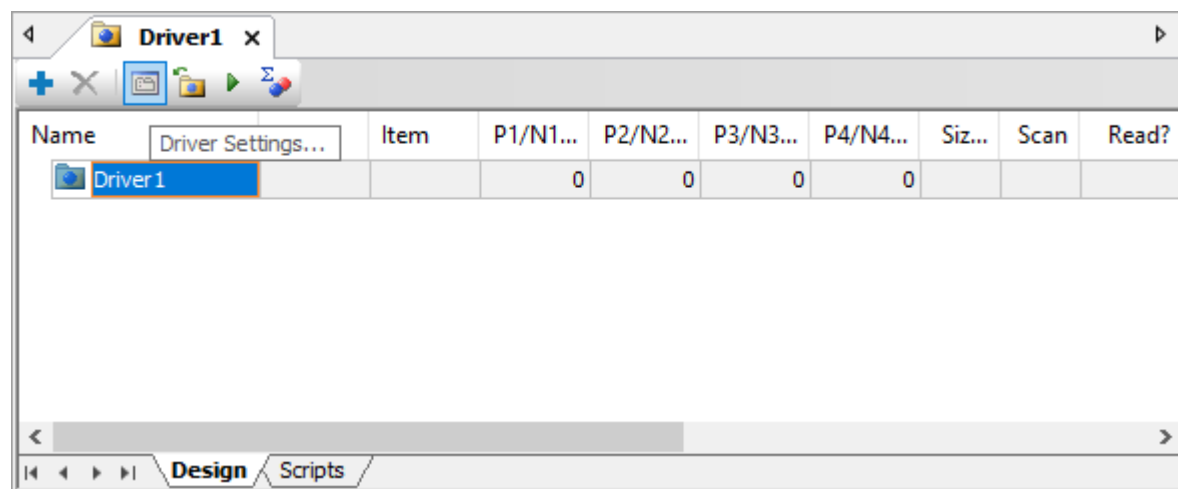 Driver1 x
Name Item P1/N1... P2/N2... P3/N3... P4/N4... Siz... Scan Read?
Driver Settings...
Driver1 0 0 0 0
Design Scripts